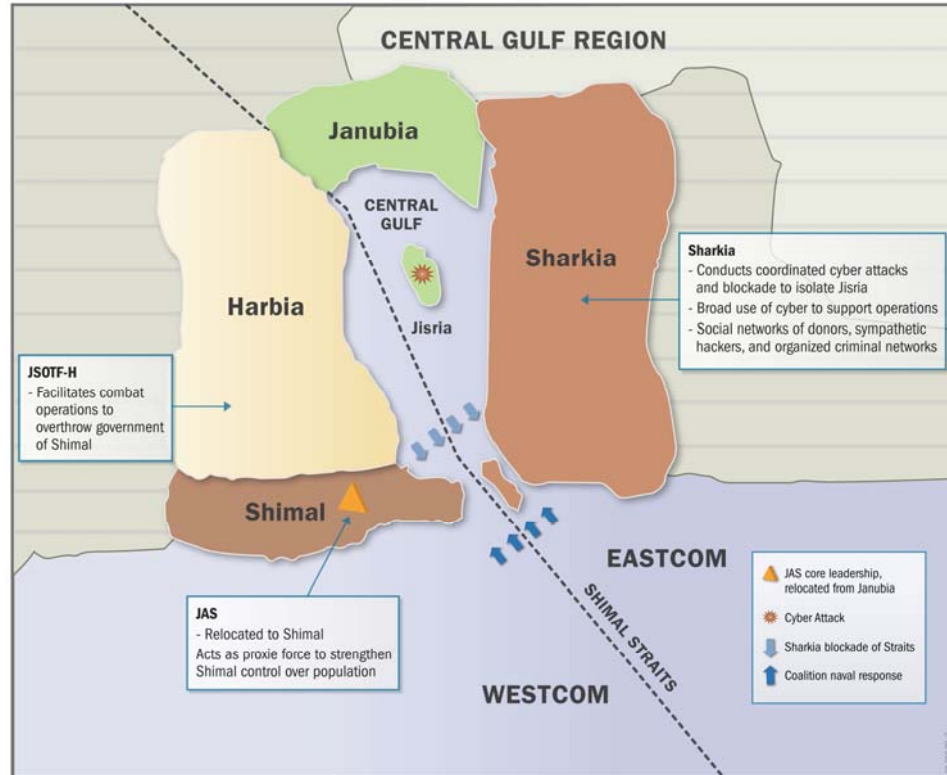 CENTRAL GULF REGION
Janubia
CENTRAL
GULF
Jisria
Harbia
Sharkia
Sharkia
- Conducts coordinated cyber attacks
and blockade to isolate Jisria
- Broad use of cyber to support operations
- Social networks of donors, sympathetic
hackers, and organized criminal networks
JSOTF-H
- Facilitates combat
operations to
overthrow government
of Shimal
Shimal
JAS
- Relocated to Shimal
Acts as proxie force to strengthen
Shimal control over population
EASTCOM
SHIMAL STRAITS
WESTCOM
JAS core leadership,
relocated from Janubia
Cyber Attack
Sharkia blockade of Straits
Coalition naval response